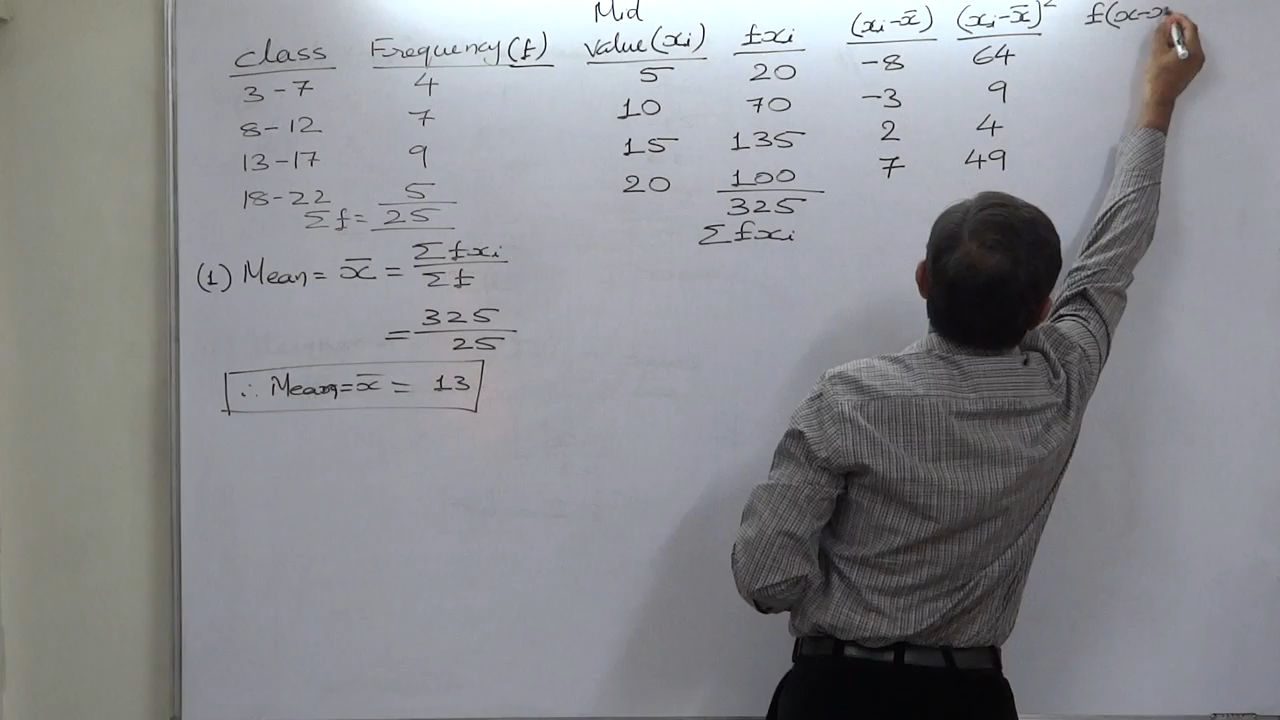 Mid
class Frequency (f) value (xi) fxi (xi-x̄) (xi-x̄)² f(x-x
3-7 4 5 20 -8 64
8-12 7 10 70 -3 9
13-17 9 15 135 2 4
18-22 5 20 100 7 49
Σf= 25 325
Σfxi
(1) Mean = x̄ = Σfxi
Σf
= 325
25
∴ Mean=x̄ = 13